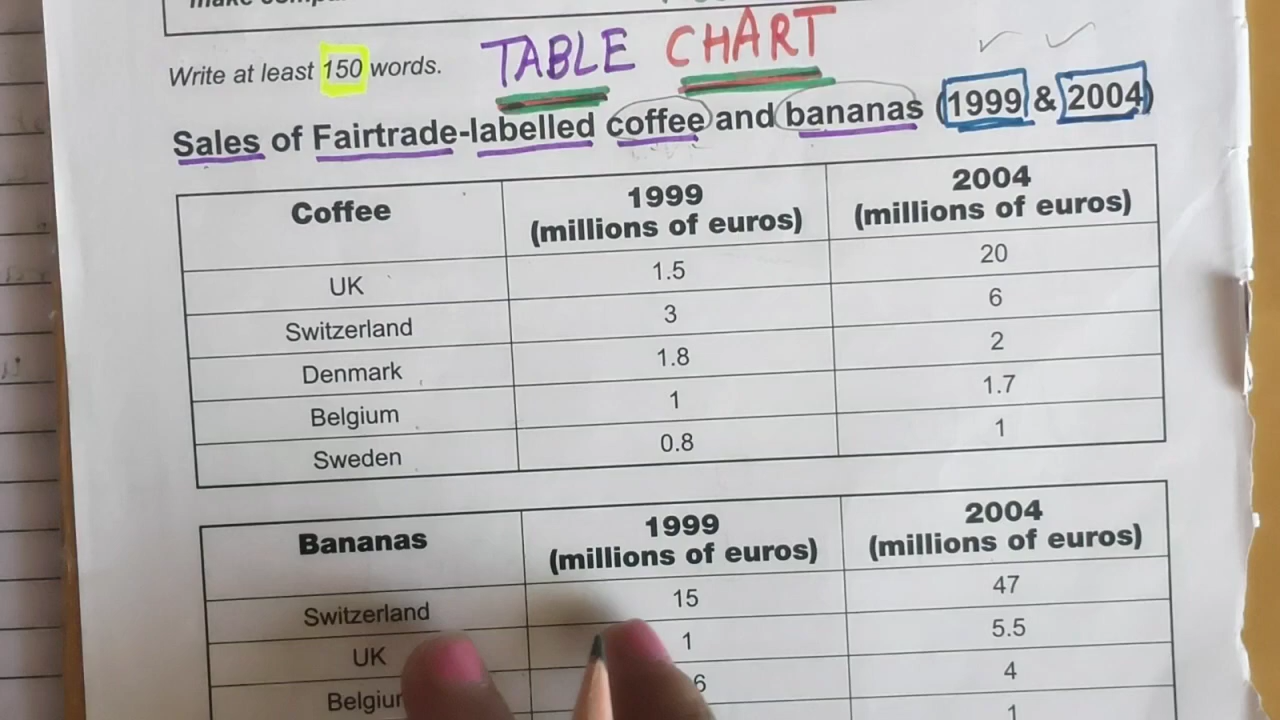 Write at least 150 words.
TABLE CHART
Sales of Fairtrade-labelled coffee and bananas (1999 & 2004)
Coffee 1999 (millions of euros) 2004 (millions of euros)
UK 1.5 20
Switzerland 3 6
Denmark 1.8 2
Belgium 1 1.7
Sweden 0.8 1
Bananas 1999 (millions of euros) 2004 (millions of euros)
Switzerland 15 47
UK 1 5.5
4
1